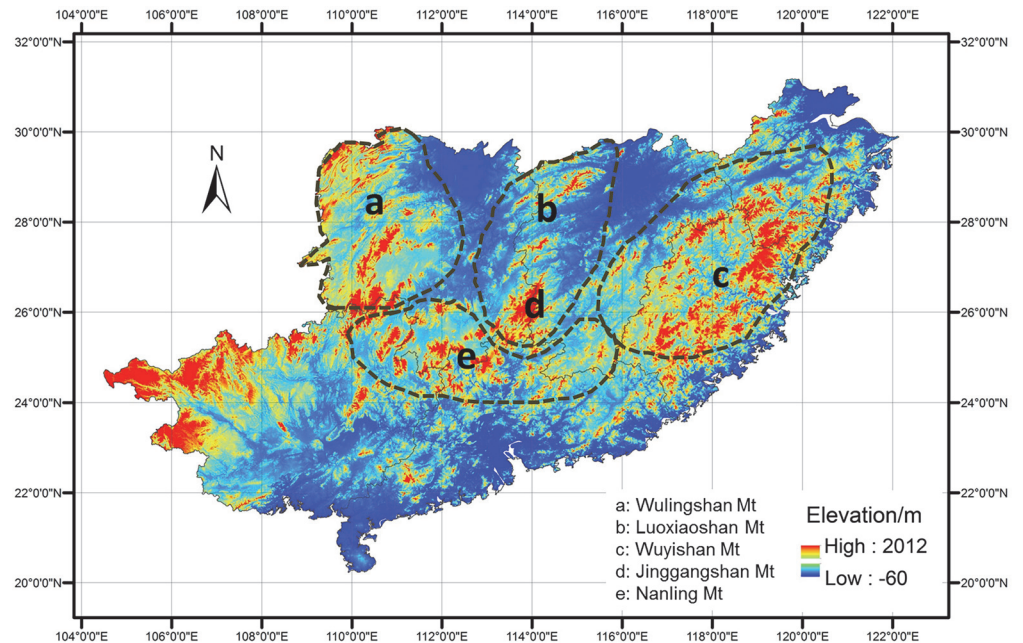 104°0'0"E 106°0'0"E 108°0'0"E 110°0'0"E 112°0'0"E 114°0'0"E 116°0'0"E 118°0'0"E 120°0'0"E 122°0'0"E
32°0'0"N 32°0'0"N
30°0'0"N 30°0'0"N
N
28°0'0"N 28°0'0"N
26°0'0"N 26°0'0"N
24°0'0"N 24°0'0"N
22°0'0"N 22°0'0"N
20°0'0"N 20°0'0"N
a
b
c
d
e
a: Wulingshan Mt
b: Luoxiaoshan Mt
c: Wuyishan Mt
d: Jinggangshan Mt
e: Nanling Mt
Elevation/m
High : 2012
Low : -60
104°0'0"E 106°0'0"E 108°0'0"E 110°0'0"E 112°0'0"E 114°0'0"E 116°0'0"E 118°0'0"E 120°0'0"E 122°0'0"E